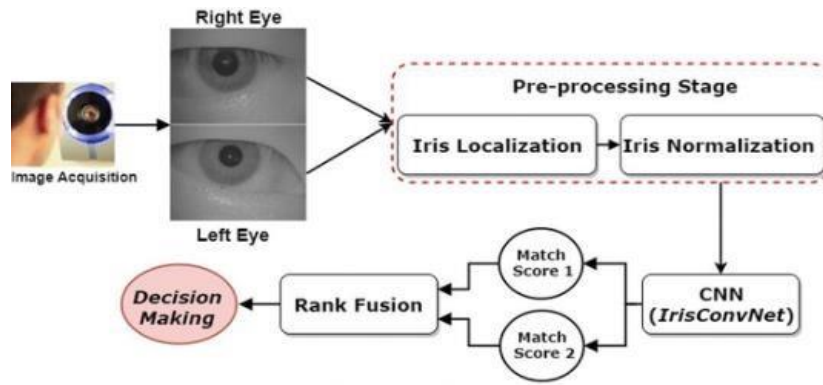 Right Eye
Image Acquisition
Left Eye
Pre-processing Stage
Iris Localization
Iris Normalization
CNN
(IrisConvNet)
Match
Score 1
Match
Score 2
Rank Fusion
Decision
Making